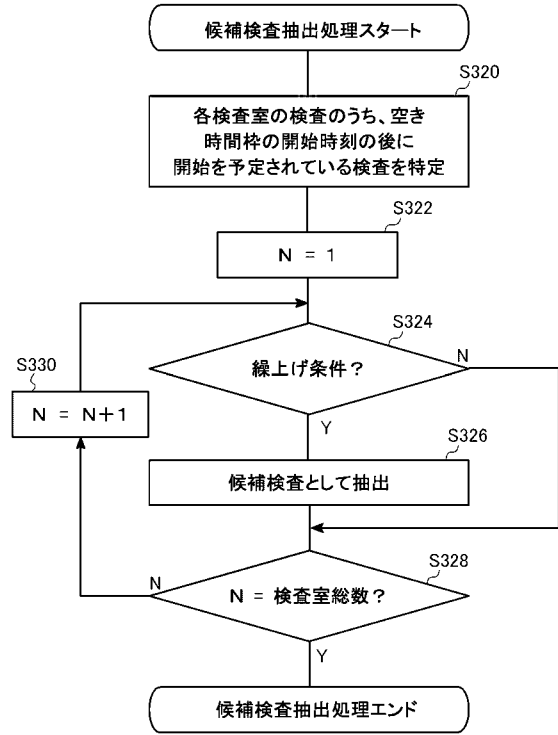 候補検査抽出処理スタート
S320
各検査室の検査のうち、空き
時間枠の開始時刻の後に
開始を予定されている検査を特定
S322
N = 1
S324
繰上げ条件?
N
Y
S330
N = N+1
S326
候補検査として抽出
S328
N = 検査室総数?
N
Y
候補検査抽出処理エンド